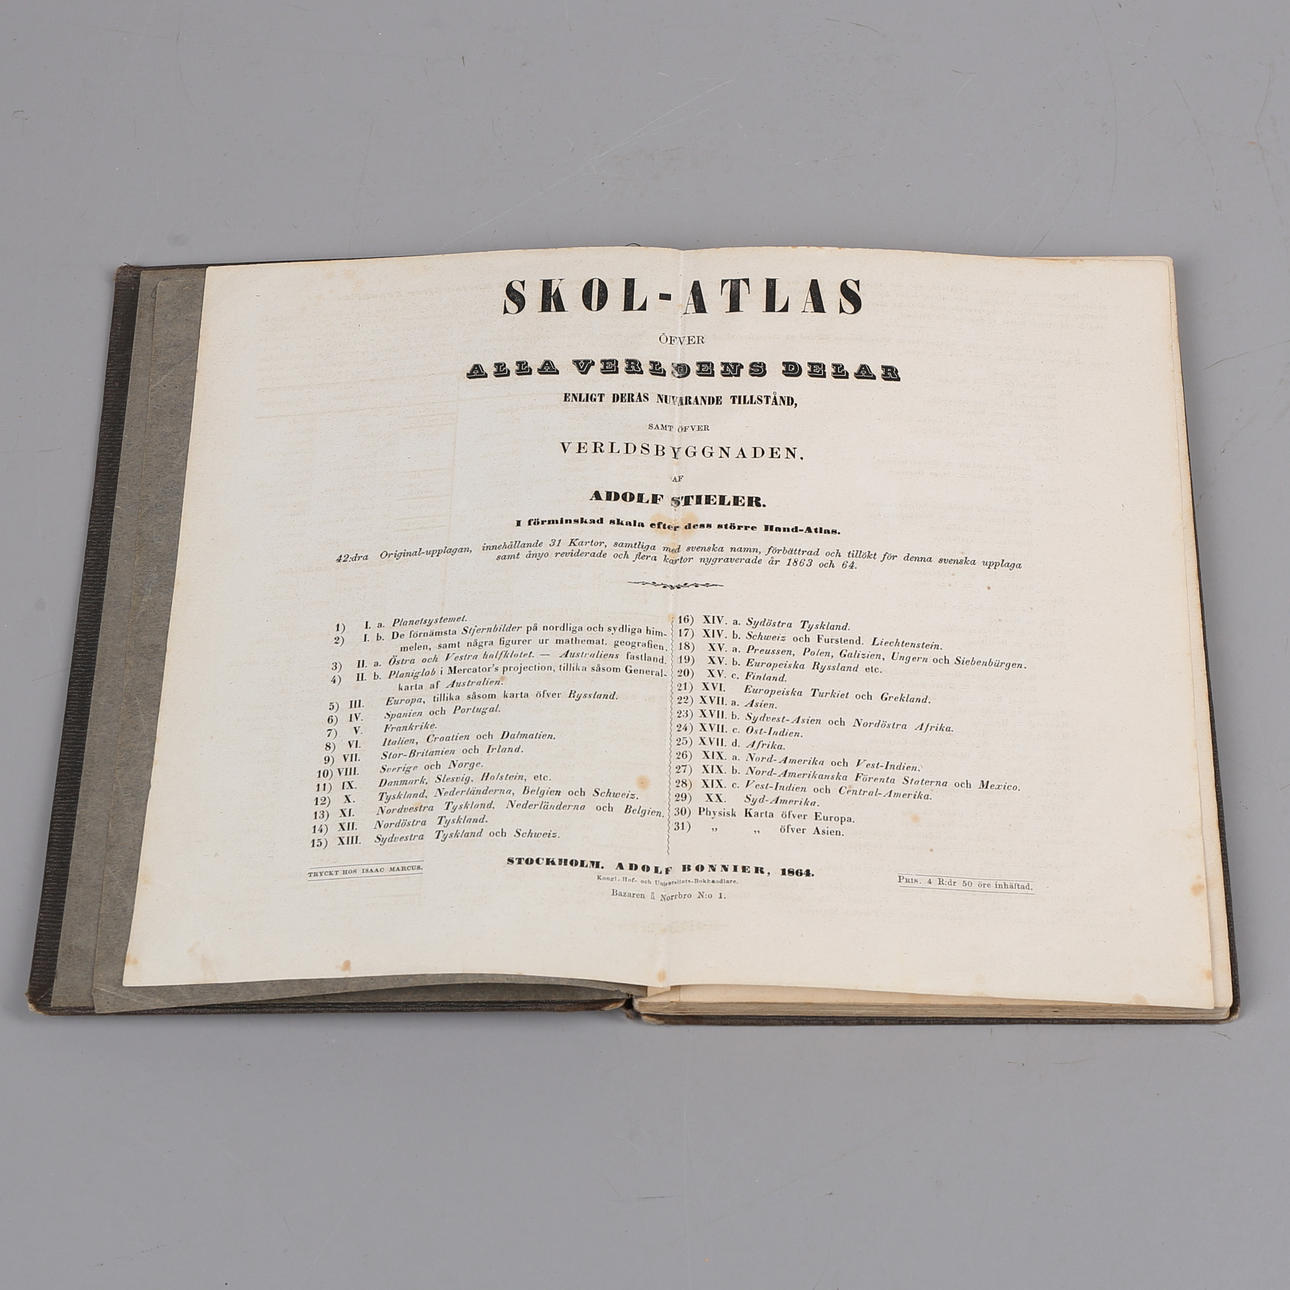 SKOL-ATLAS
ÖFVER
ALLA VERLDENS DELAR
ENLIGT DERAS NUVARANDE TILLSTÅND,
SAMT ÖFVER
VERLDSBYGGNADEN.
AF
ADOLF STIELER.
I förminskad skala efter dess större Hand-Atlas.
42:dra Original-upplagan, innehållande 31 Kartor, samtliga med svenska namn, förbättrad och tillökt för denna svenska upplaga
samt ånyo reviderade och flera kartor nygraverade år 1863 och 64.
1) I. a. Planetsystemet.
2) I. b. De förnämsta Stjernbilder på nordliga och sydliga him-
melen, samt några figurer ur mathemat. geografien.
3) II. a. Östra och Vestra halfklotet. — Australiens fastland.
4) II. b. Planiglob i Mercator's projection, tillika såsom General-
karta af Australien.
5) III. Europa, tillika såsom karta öfver Ryssland.
6) IV. Spanien och Portugal.
7) V. Frankrike.
8) VI. Italien, Croatien och Dalmatien.
9) VII. Stor-Britanien och Irland.
10) VIII. Sverige och Norge.
11) IX. Danmark, Slesvig, Holstein, etc.
12) X. Tyskland, Nederländerna, Belgien och Schweiz.
13) XI. Nordvestra Tyskland, Nederländerna och Belgien.
14) XII. Nordöstra Tyskland.
15) XIII. Sydvestra Tyskland och Schweiz.
16) XIV. a. Sydöstra Tyskland.
17) XIV. b. Schweiz och Furstend. Liechtenstein.
18) XV. a. Preussen, Polen, Galizien, Ungern och Siebenbürgen.
19) XV. b. Europeiska Ryssland etc.
20) XV. c. Finland.
21) XVI. Europeiska Turkiet och Grekland.
22) XVII. a. Asien.
23) XVII. b. Sydvest-Asien och Nordöstra Afrika.
24) XVII. c. Ost-Indien.
25) XVII. d. Afrika.
26) XIX. a. Nord-Amerika och Vest-Indien.
27) XIX. b. Nord-Amerikanska Förenta Staterna och Mexico.
28) XIX. c. Vest-Indien och Central-Amerika.
29) XX. Syd-Amerika.
30) Physisk Karta öfver Europa.
31) „ „ öfver Asien.
STOCKHOLM. ADOLF BONNIER, 1864.
Kongl. Hof- och Universitets-Bokhandlare.
Bazaren å Norrbro N:o 1.
TRYCKT HOS ISAAC MARCUS.
PRIS. 4 R:dr 50 öre inhäftad.